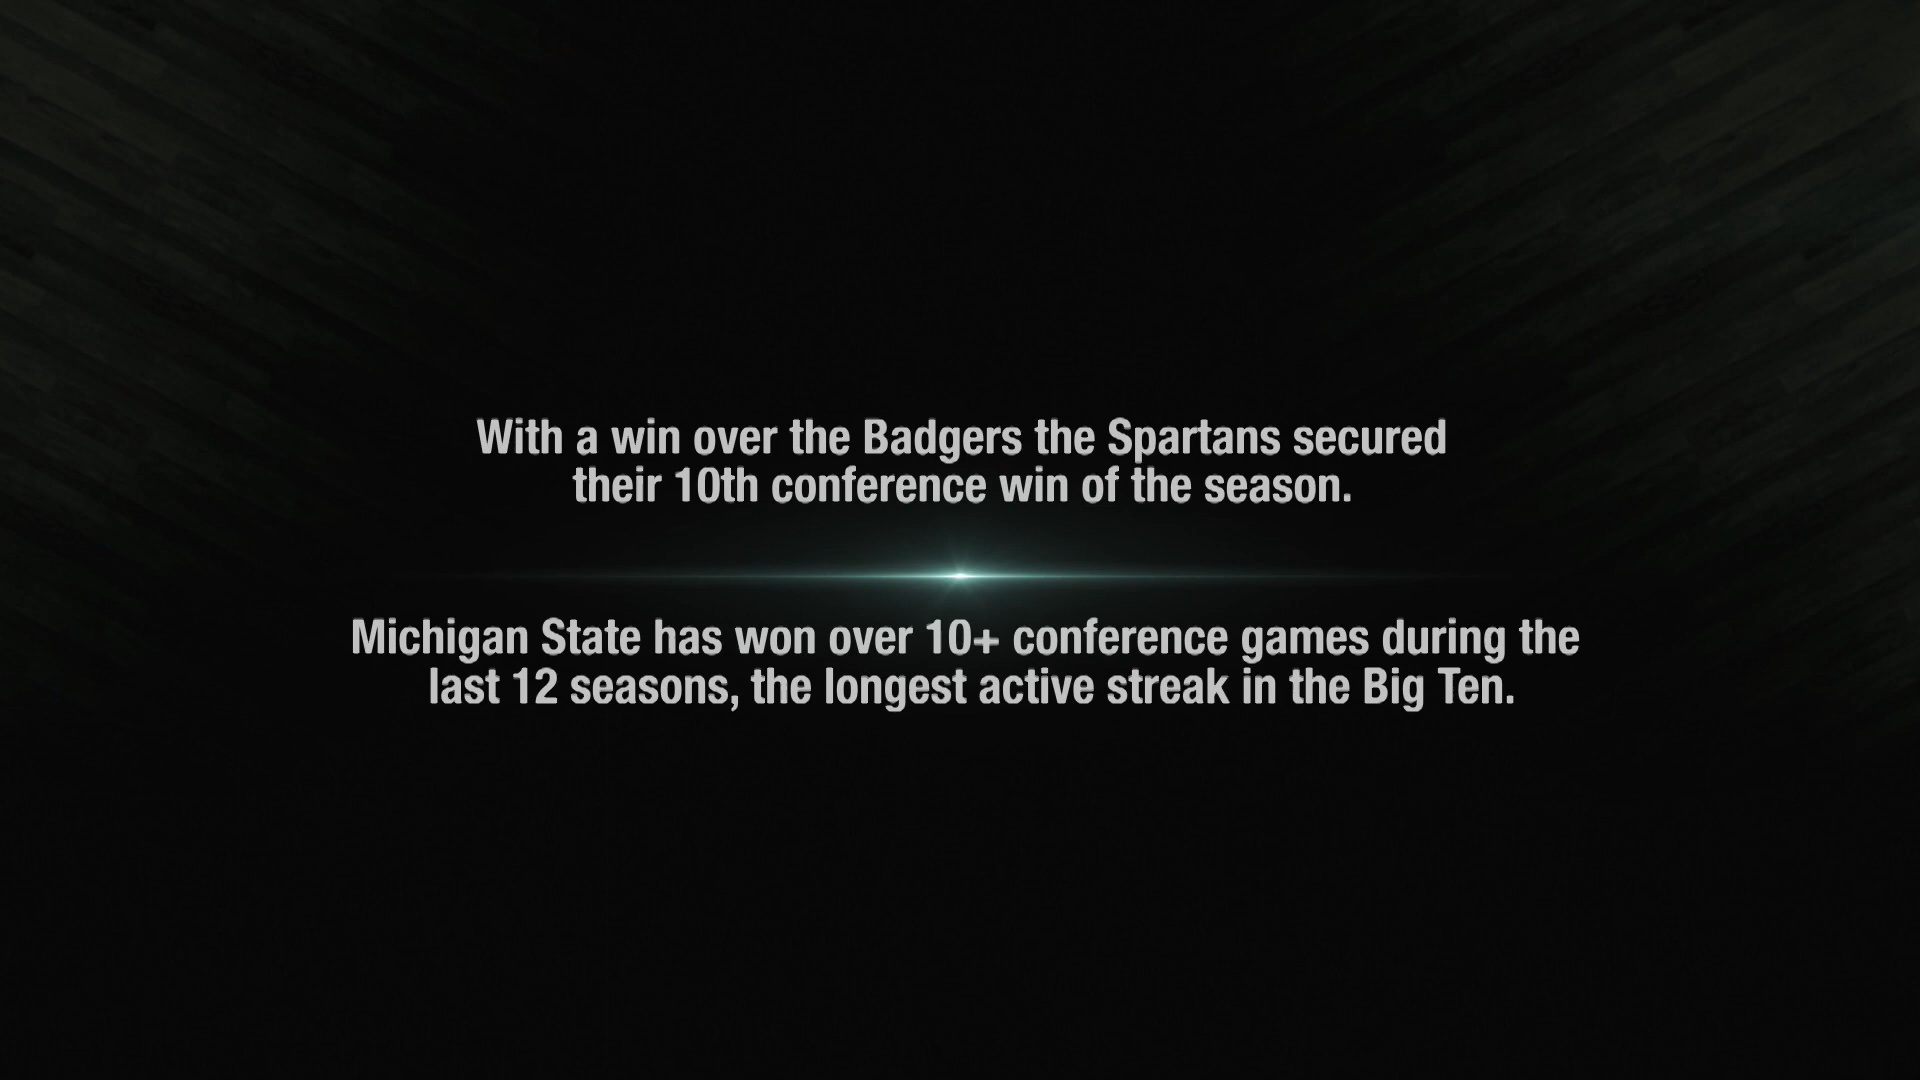 With a win over the Badgers the Spartans secured
their 10th conference win of the season.
Michigan State has won over 10+ conference games during the
last 12 seasons, the longest active streak in the Big Ten.